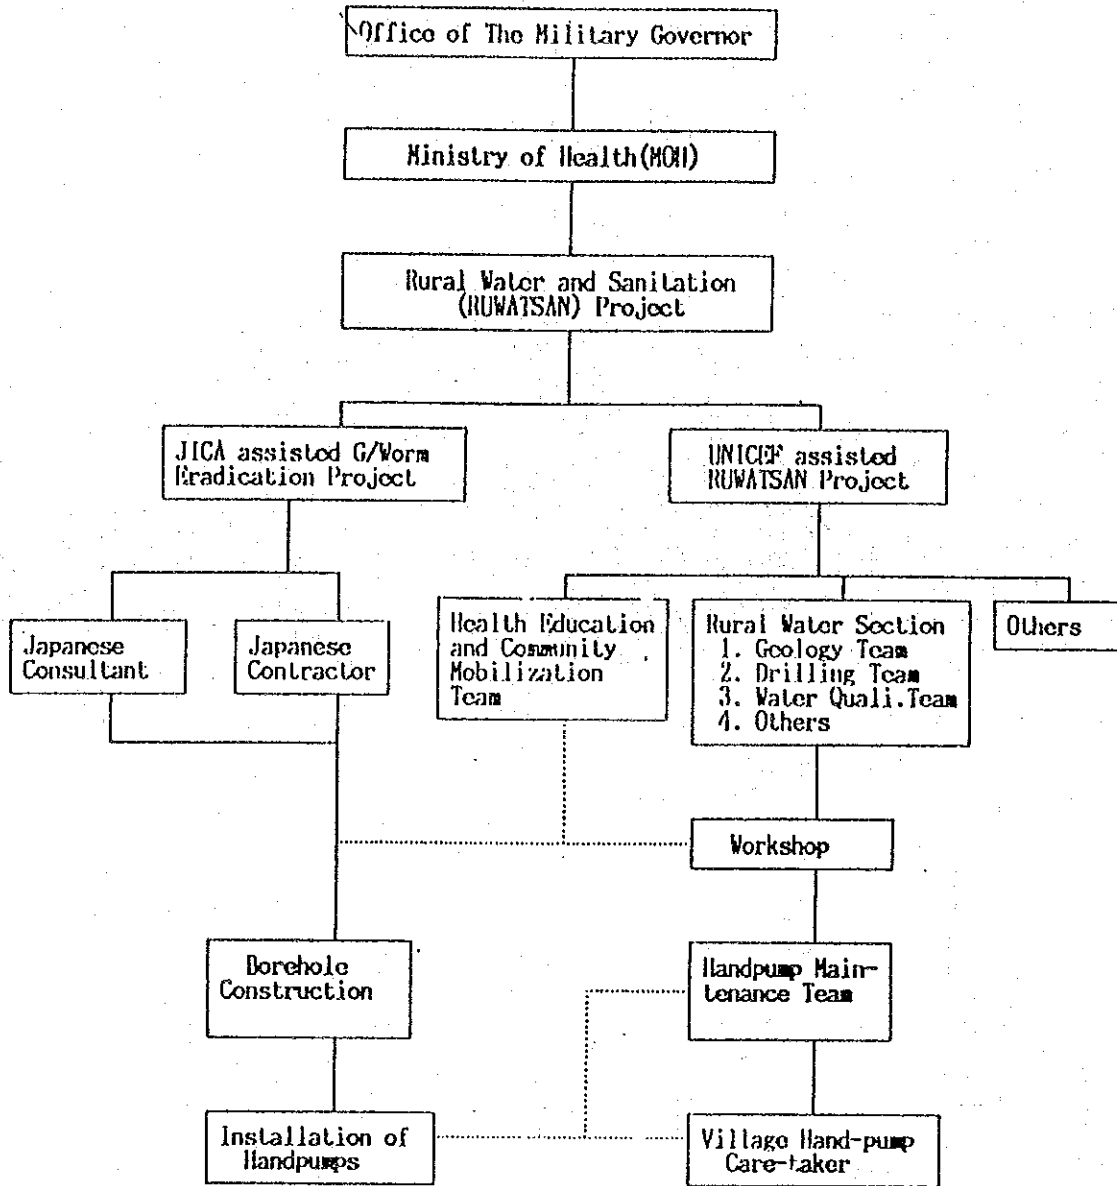 Office of The Military Governor
Ministry of Health(MOH)
Rural Water and Sanitation
(RUWATSAN) Project
JICA assisted G/Worm
Eradication Project
UNICEF assisted
RUWATSAN Project
Japanese
Consultant
Japanese
Contractor
Health Education
and Community
Mobilization
Team
Rural Water Section
1. Geology Team
2. Drilling Team
3. Water Quali.Team
4. Others
Others
Workshop
Borehole
Construction
Handpump Main-
tenance Team
Installation of
Handpumps
Village Hand-pump
Care-taker